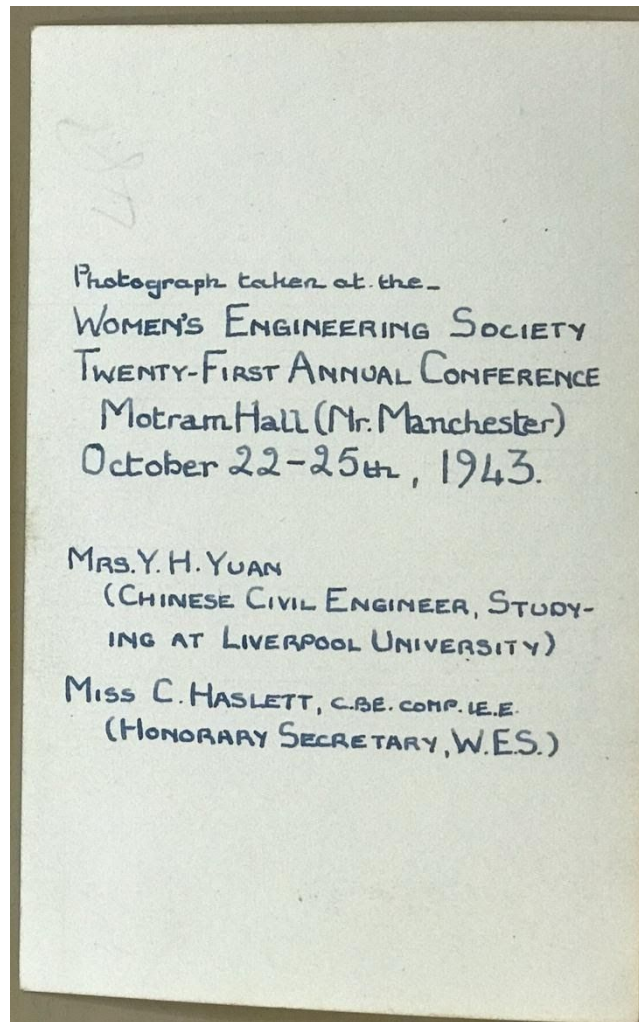 Photograph taken at the-
WOMEN'S ENGINEERING SOCIETY
TWENTY-FIRST ANNUAL CONFERENCE
Motram Hall (Nr. Manchester)
October 22-25th, 1943.
MRS. Y. H. YUAN
(CHINESE CIVIL ENGINEER, STUDY-
ING AT LIVERPOOL UNIVERSITY)
MISS C. HASLETT, C.B.E. COMP. I.E.E.
(HONORARY SECRETARY, W.E.S.)